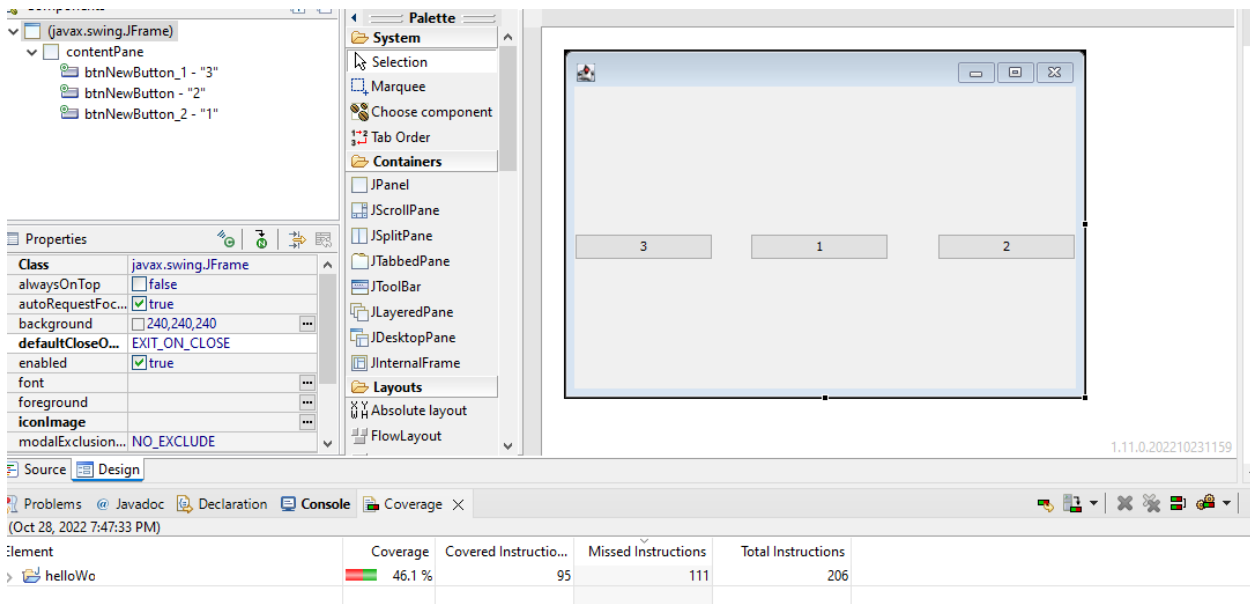 Components
(javax.swing.JFrame)
contentPane
btnNewButton_1 - "3"
btnNewButton - "2"
btnNewButton_2 - "1"
Properties
Class javax.swing.JFrame
alwaysOnTop false
autoRequestFoc... true
background 240,240,240
defaultCloseO... EXIT_ON_CLOSE
enabled true
font
foreground
iconImage
modalExclusion... NO_EXCLUDE
Palette
System
Selection
Marquee
Choose component
Tab Order
Containers
JPanel
JScrollPane
JSplitPane
JTabbedPane
JToolBar
JLayeredPane
JDesktopPane
JInternalFrame
Layouts
Absolute layout
FlowLayout
3 1 2
1.11.0.202210231159
Source Design
Problems @ Javadoc Declaration Console Coverage
(Oct 28, 2022 7:47:33 PM)
Element Coverage Covered Instructio... Missed Instructions Total Instructions
helloWo 46.1 % 95 111 206